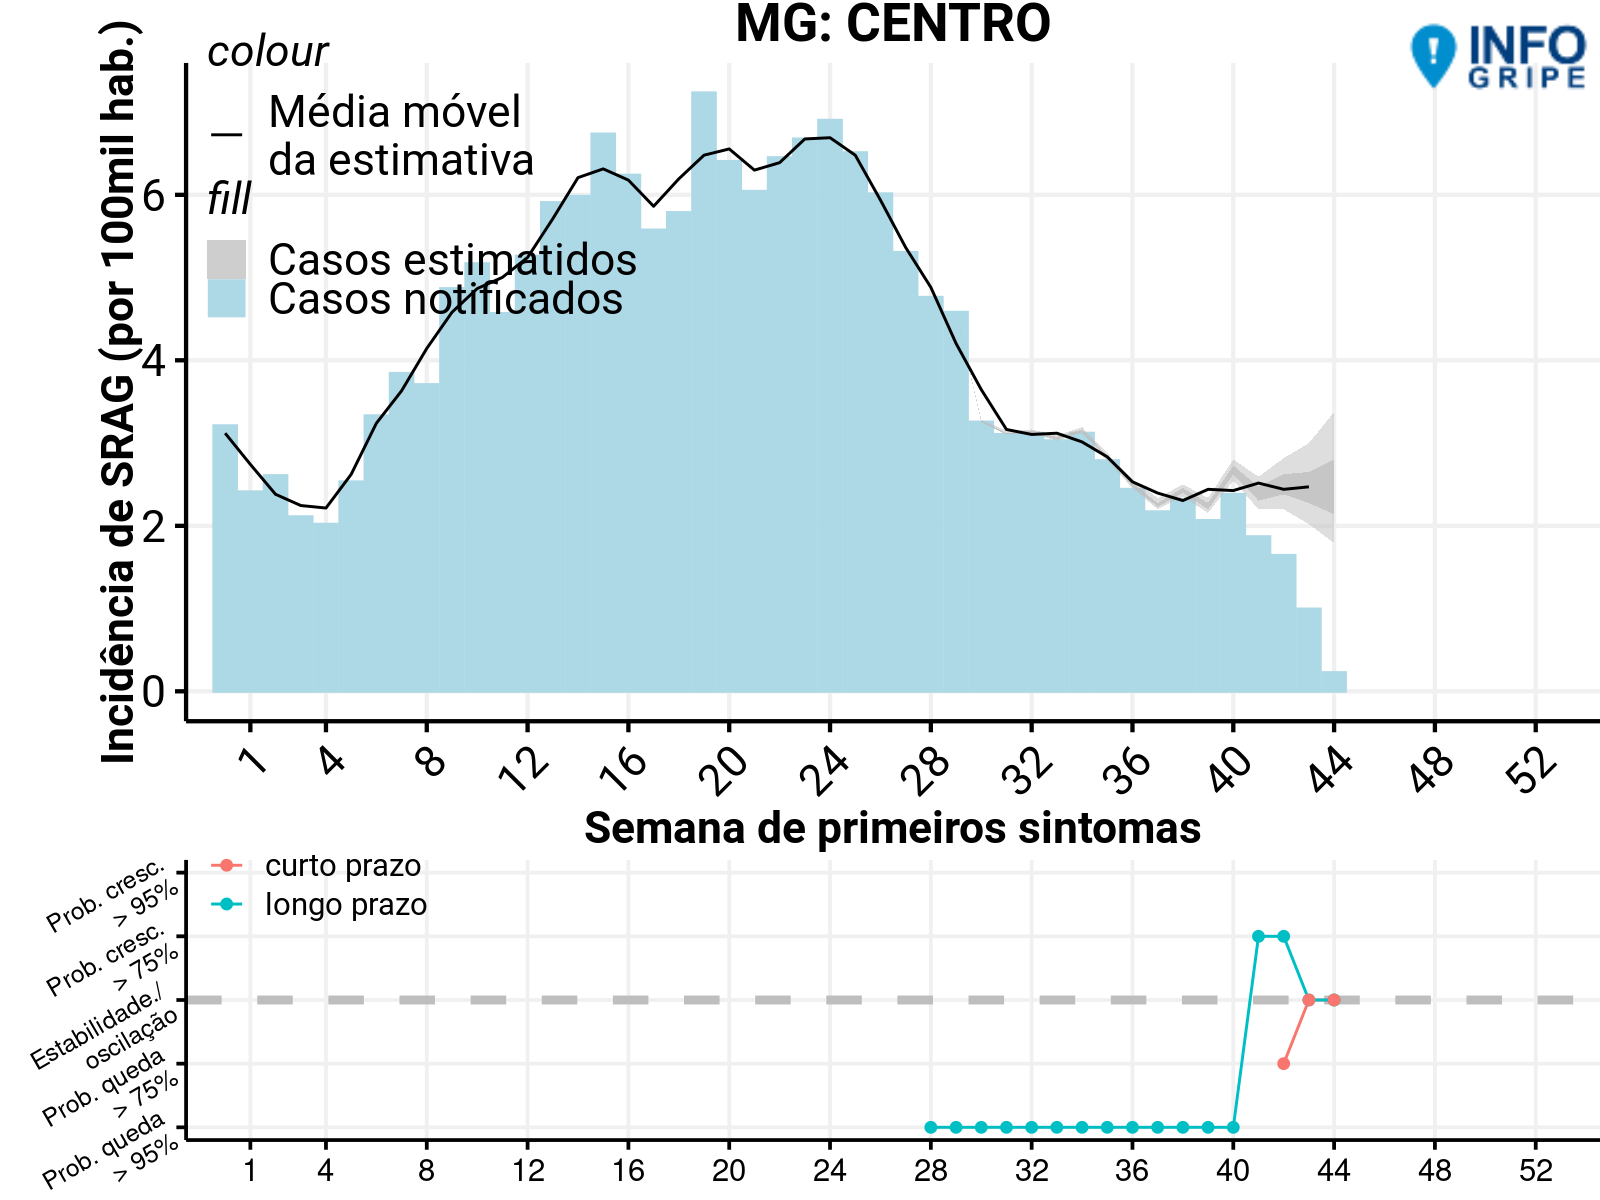 MG: CENTRO
INFO
GRIPE
colour
Média móvel
da estimativa
fill
Casos estimatidos
Casos notificados
Incidência de SRAG (por 100mil hab.)
6
4
2
0
1 4 8 12 16 20 24 28 32 36 40 44 48 52
Semana de primeiros sintomas
curto prazo
longo prazo
Prob. cresc.
> 95%
Prob. cresc.
> 75%
Estabilidade./
oscilação
Prob. queda
> 75%
Prob. queda
> 95%
1 4 8 12 16 20 24 28 32 36 40 44 48 52